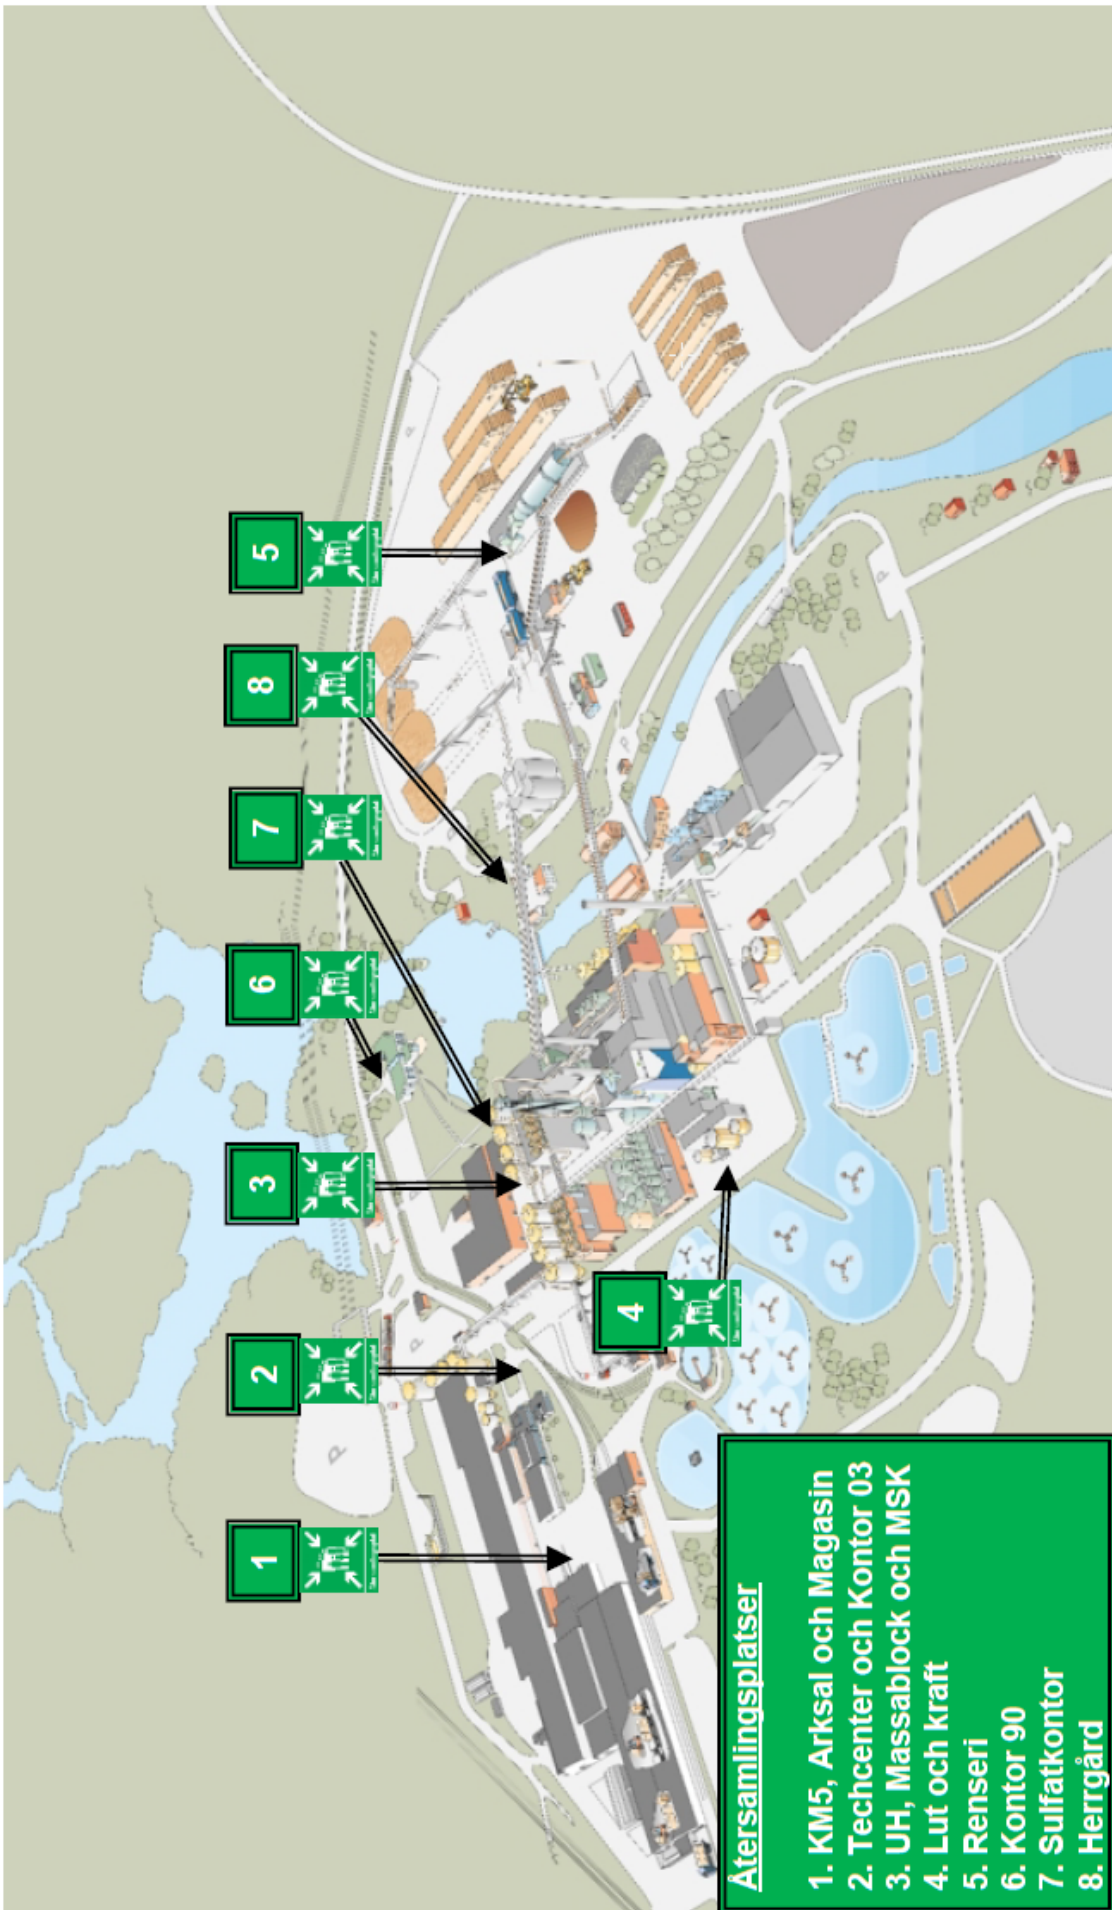 1
2
3
6
7
8
5
4
P
P
P
P
P
Återsamlingsplatser
1. KM5, Arksal och Magasin
2. Techcenter och Kontor 03
3. UH, Massablock och MSK
4. Lut och kraft
5. Renseri
6. Kontor 90
7. Sulfatkontor
8. Herrgård